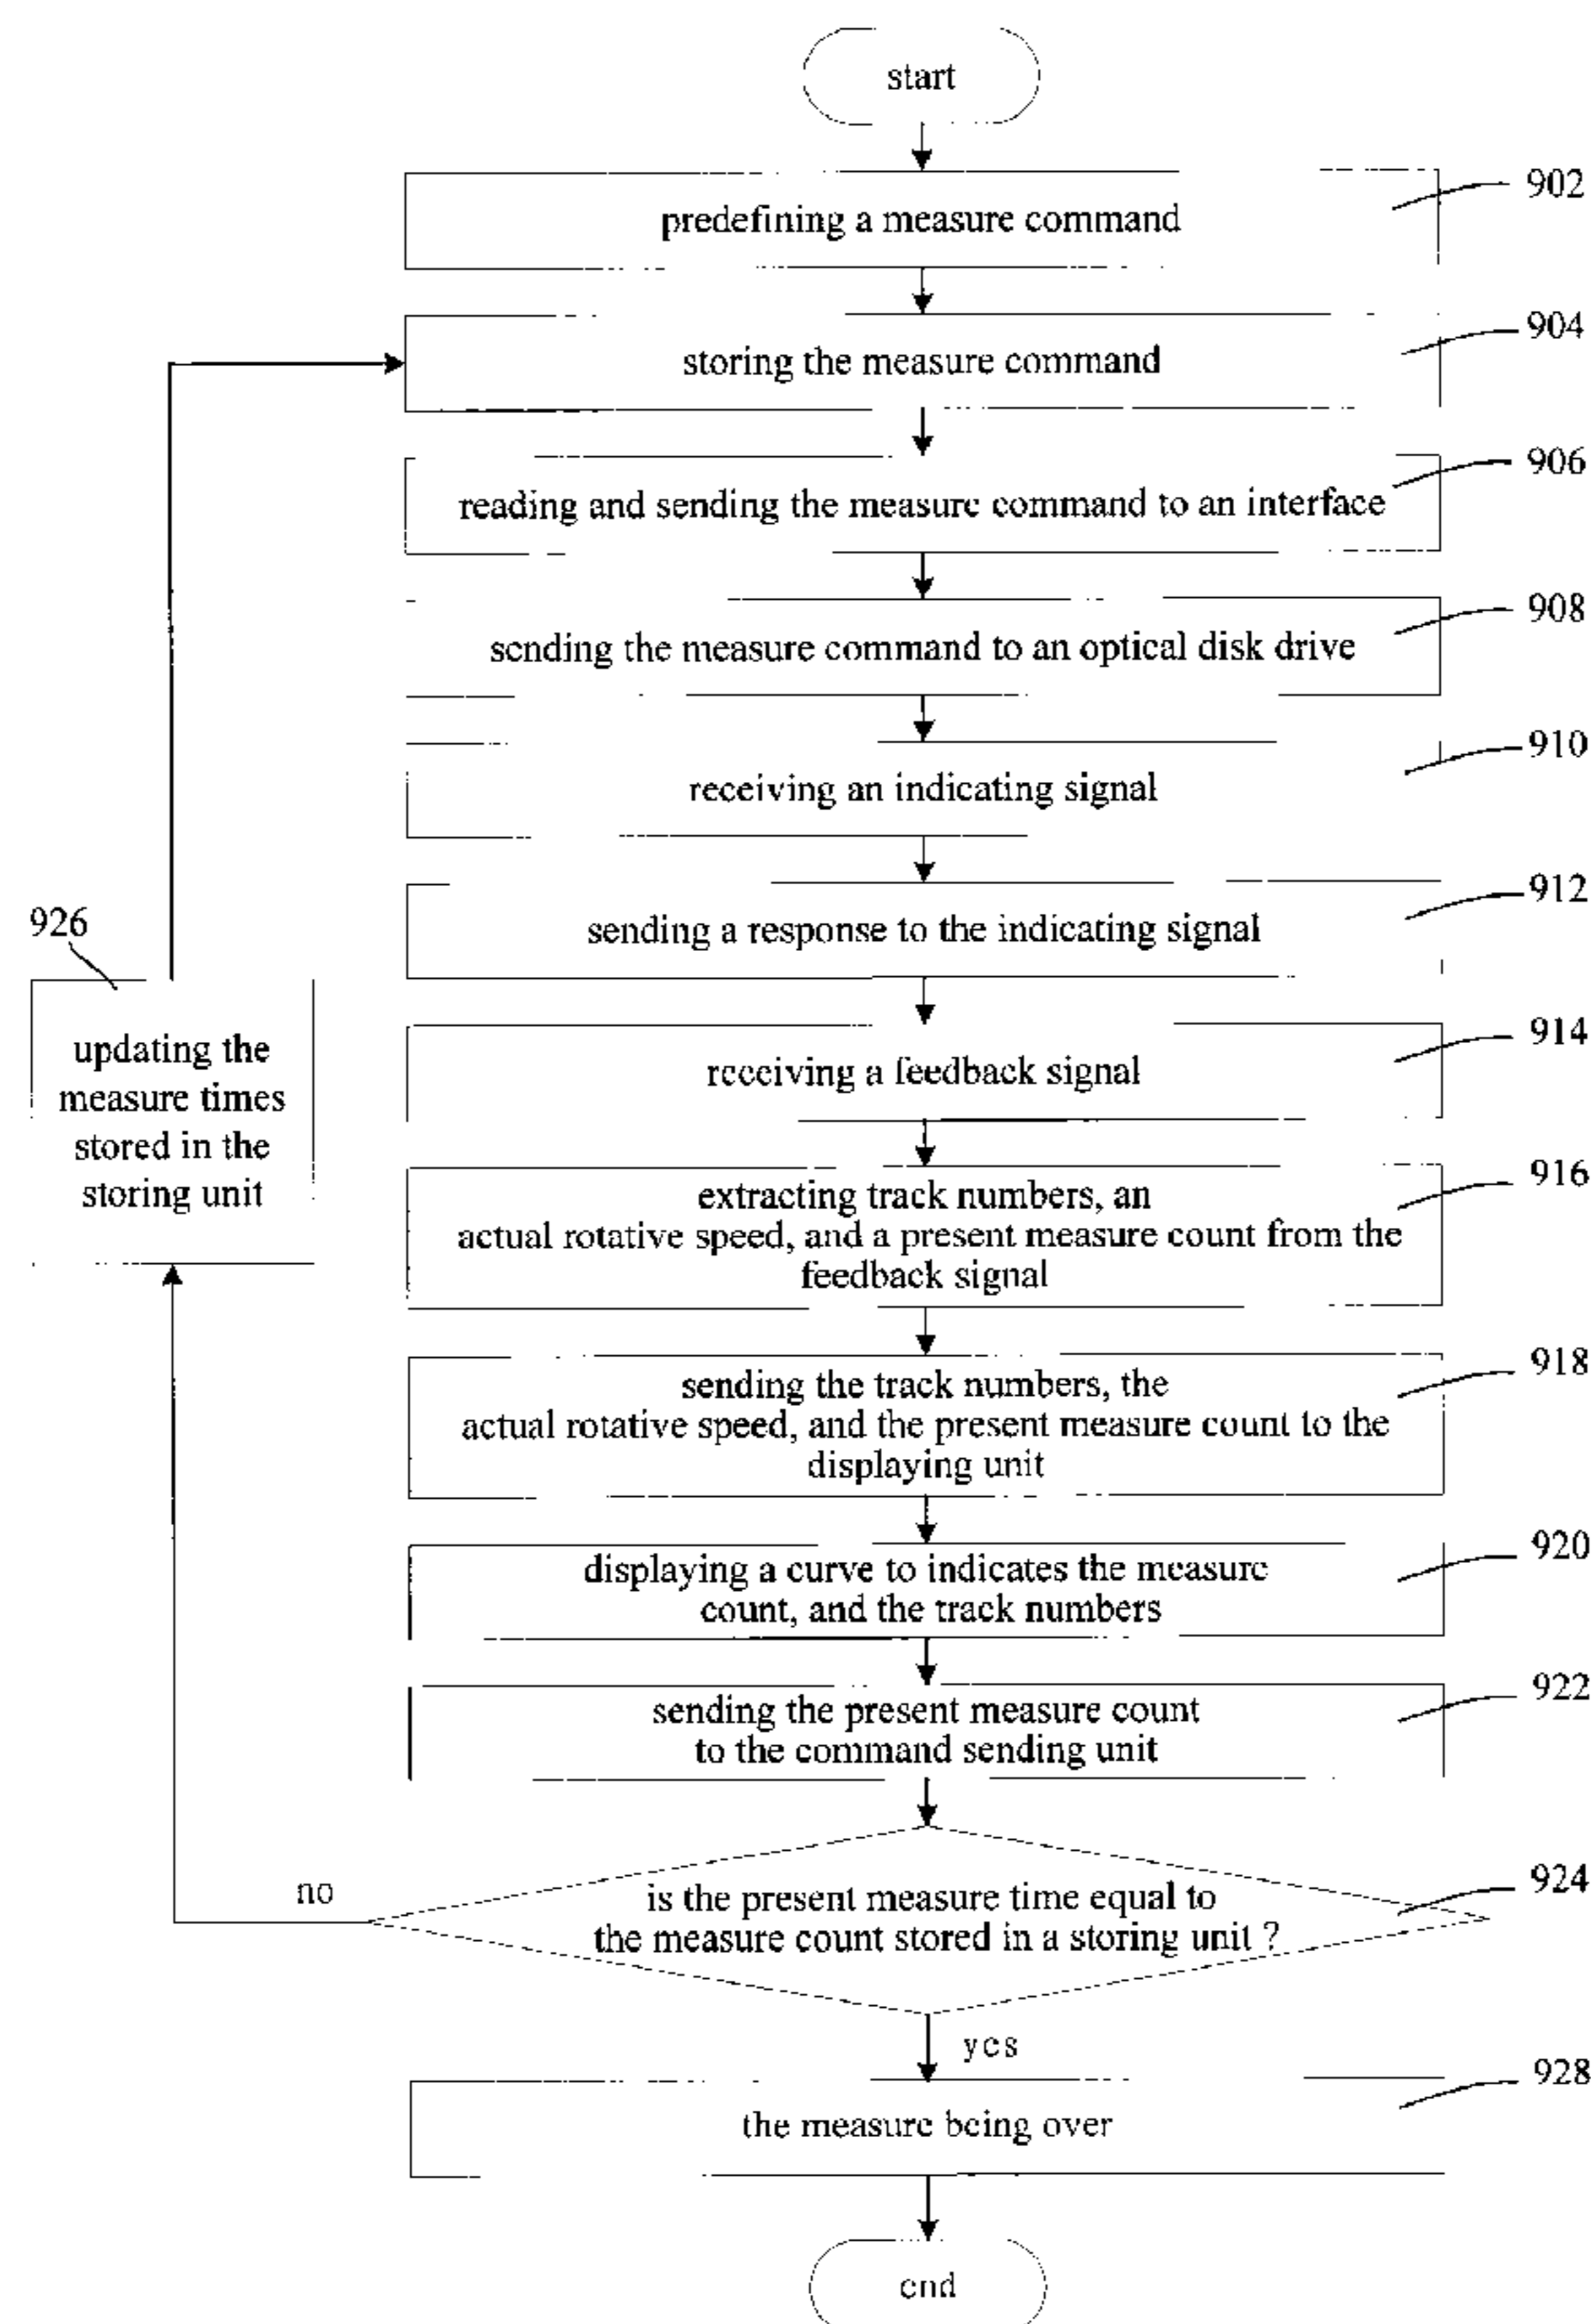 start
902
predefining a measure command
904
storing the measure command
906
reading and sending the measure command to an interface
908
sending the measure command to an optical disk drive
910
receiving an indicating signal
912
sending a response to the indicating signal
914
receiving a feedback signal
916
extracting track numbers, an
actual rotative speed, and a present measure count from the
feedback signal
918
sending the track numbers, the
actual rotative speed, and the present measure count to the
displaying unit
920
displaying a curve to indicates the measure
count, and the track numbers
922
sending the present measure count
to the command sending unit
924
is the present measure time equal to
the measure count stored in a storing unit ?
no
926
updating the
measure times
stored in the
storing unit
yes
928
the measure being over
end